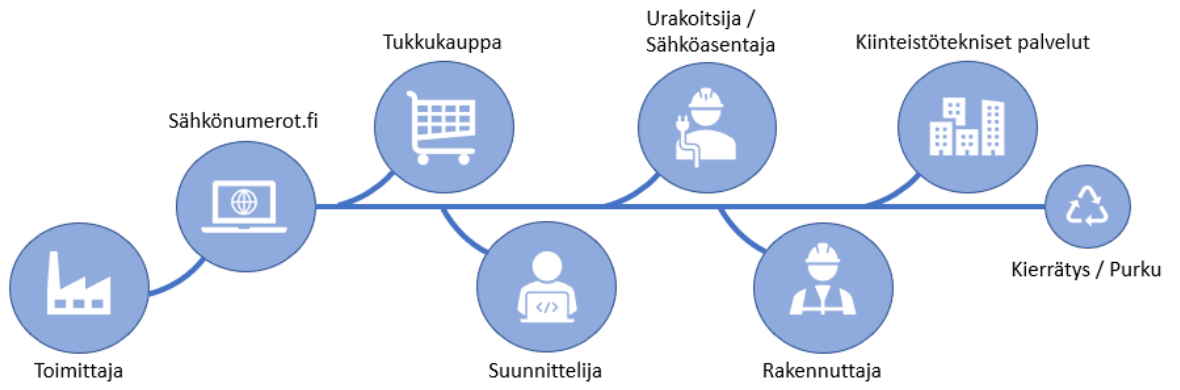 Urakoitsija /
Sähköasentaja
Tukkukauppa
Kiinteistötekniset palvelut
Sähkönumerot.fi
</>
Kierrätys / Purku
Toimittaja
Suunnittelija
Rakennuttaja